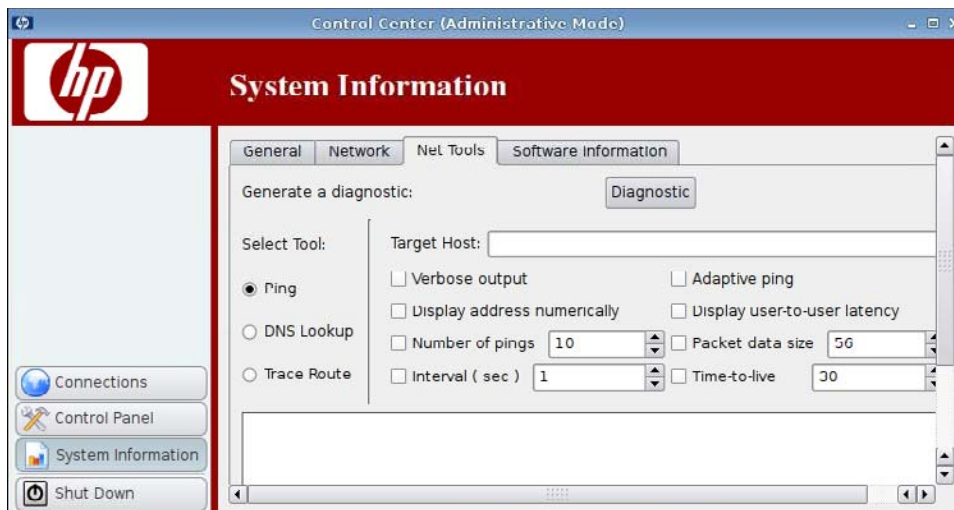 Control Center (Administrative Mode)
hp
System Information
General Network Net Tools Software Information
Generate a diagnostic: Diagnostic
Select Tool: Target Host:
Ping
DNS Lookup
Trace Route
Verbose output Adaptive ping
Display address numerically Display user-to-user latency
Number of pings 10 Packet data size 56
Interval ( sec ) 1 Time-to-live 30
Connections
Control Panel
System Information
Shut Down